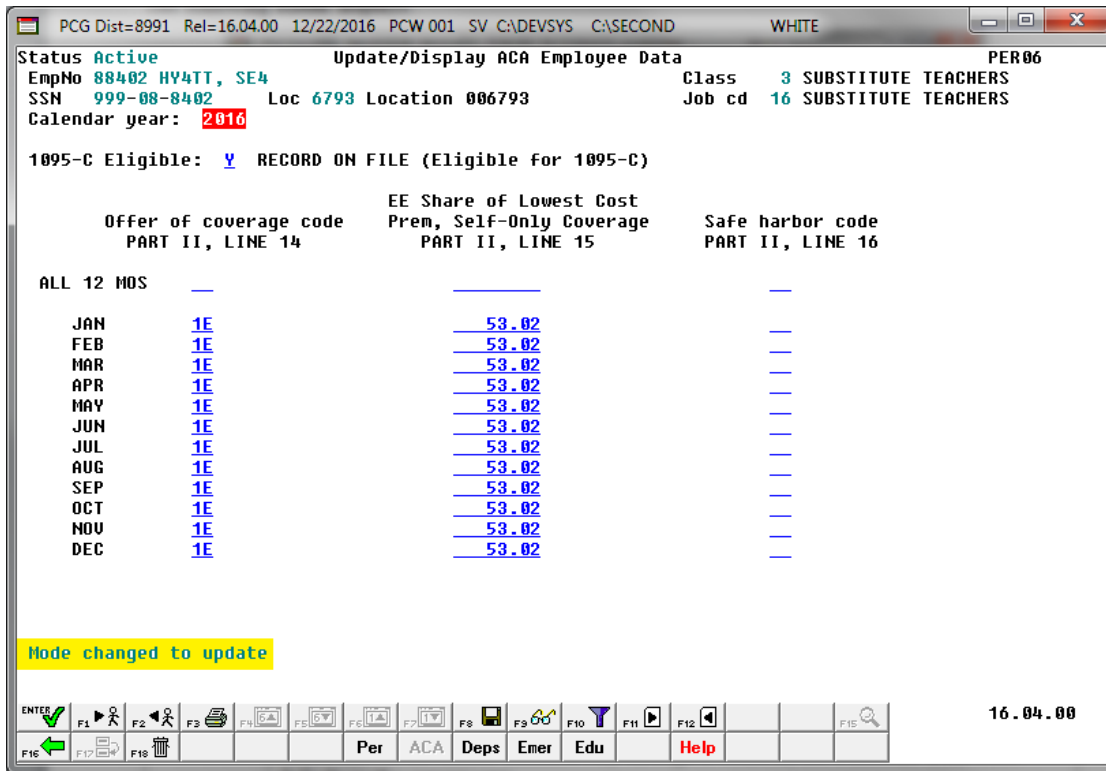 PCG Dist=8991 Rel=16.04.00 12/22/2016 PCW 001 SV C:\DEVSYS C:\SECOND WHITE
Status Active Update/Display ACA Employee Data PER06
EmpNo 88402 HY4TT, SE4 Class 3 SUBSTITUTE TEACHERS
SSN 999-08-8402 Loc 6793 Location 006793 Job cd 16 SUBSTITUTE TEACHERS
Calendar year: 2016
1095-C Eligible: Y RECORD ON FILE (Eligible for 1095-C)
EE Share of Lowest Cost
Offer of coverage code Prem, Self-Only Coverage Safe harbor code
PART II, LINE 14 PART II, LINE 15 PART II, LINE 16
ALL 12 MOS
JAN 1E 53.02
FEB 1E 53.02
MAR 1E 53.02
APR 1E 53.02
MAY 1E 53.02
JUN 1E 53.02
JUL 1E 53.02
AUG 1E 53.02
SEP 1E 53.02
OCT 1E 53.02
NOV 1E 53.02
DEC 1E 53.02
Mode changed to update
ENTER F1 F2 F3 F4 6 F5 6 F6 1 F7 1 F8 F9 F10 F11 F12 F15 16.04.00
F16 F17 F18 Per ACA Deps Emer Edu Help